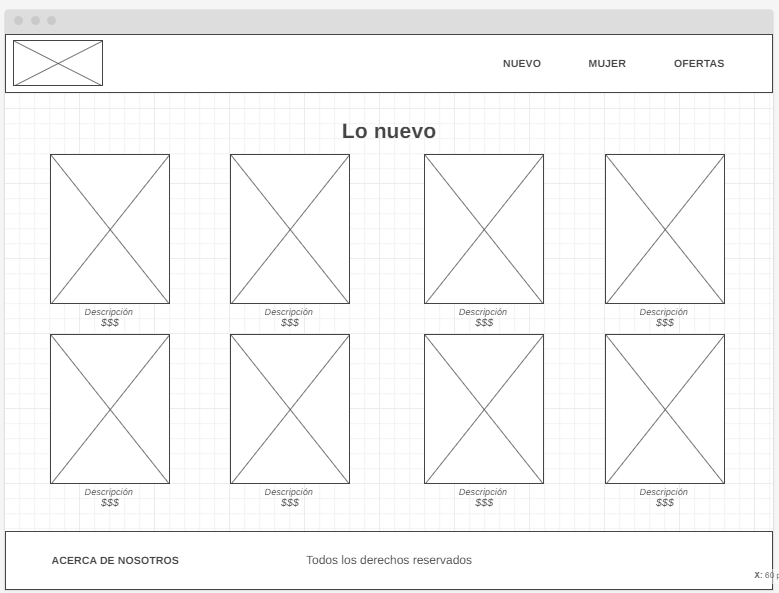 NUEVO MUJER OFERTAS
Lo nuevo
Descripción Descripción Descripción Descripción
$$$ $$$ $$$ $$$
Descripción Descripción Descripción Descripción
$$$ $$$ $$$ $$$
ACERCA DE NOSOTROS Todos los derechos reservados
X: 60 p